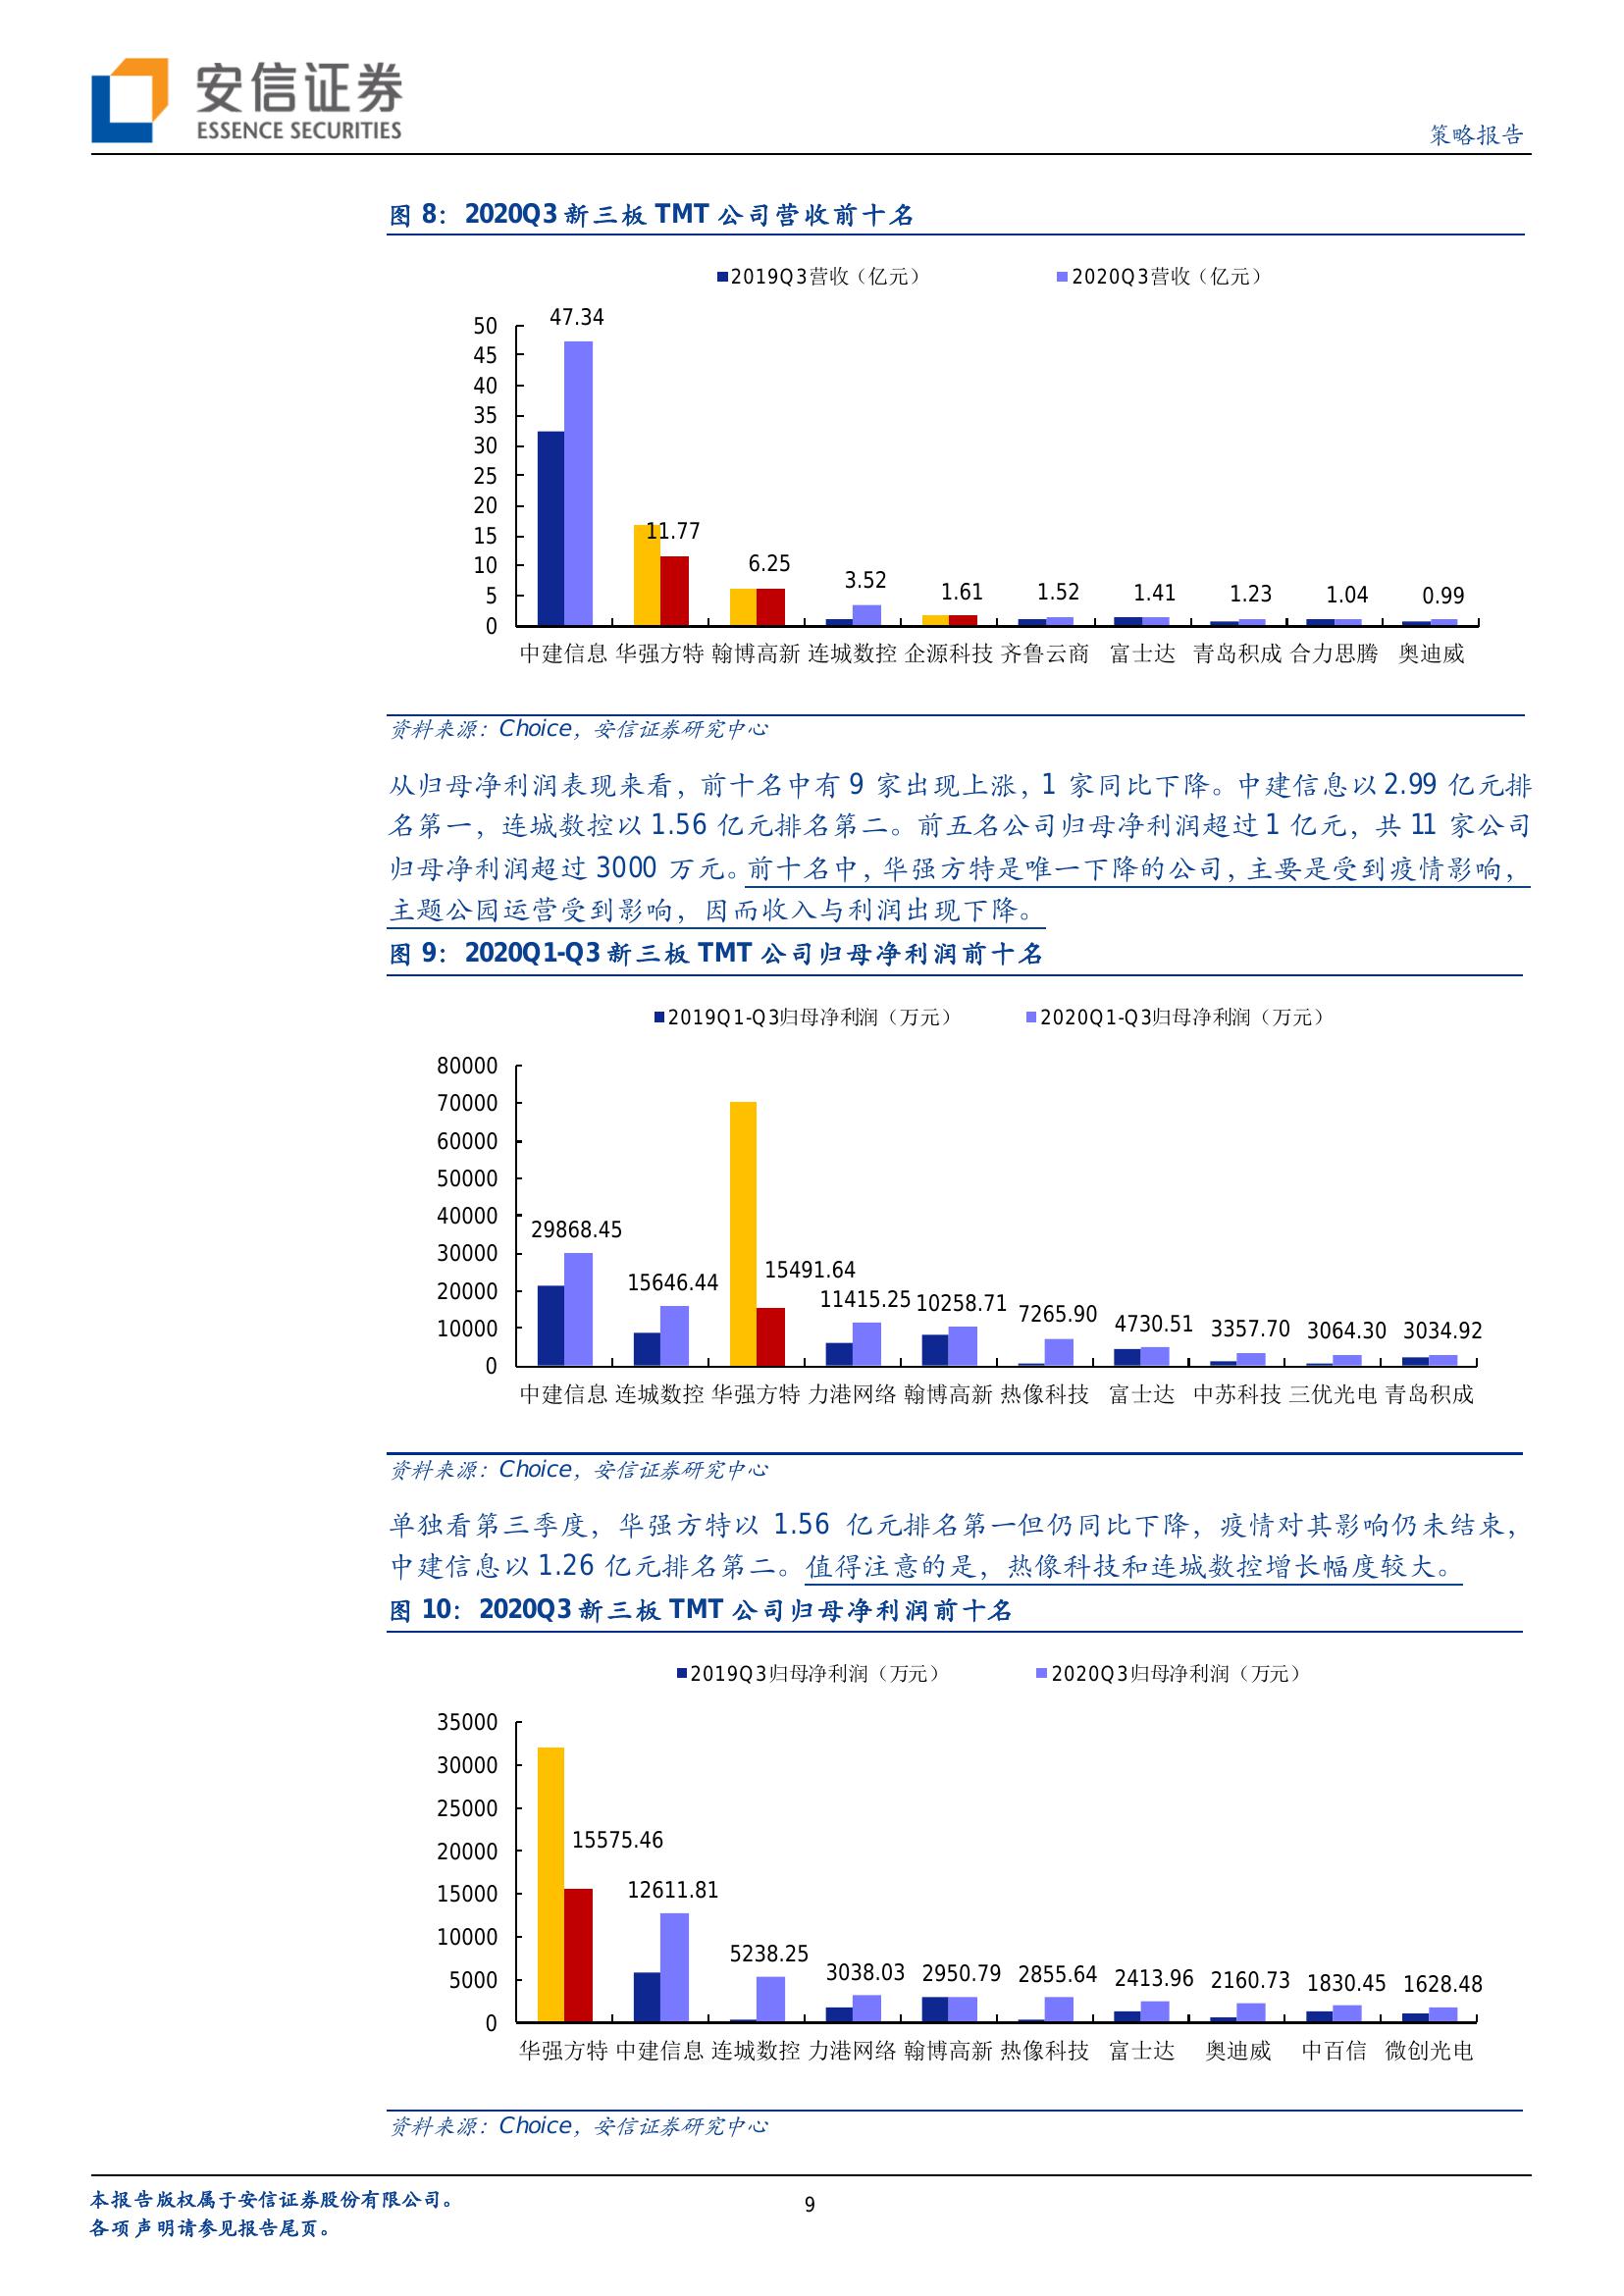 安信证券
ESSENCE SECURITIES
策略报告
图 8：2020Q3新三板 TMT 公司营收前十名
2019Q3营收（亿元） 2020Q3营收（亿元）
50
45
40
35
30
25
20
15
10
5
0
47.34 11.77 6.25 3.52 1.61 1.52 1.41 1.23 1.04 0.99
中建信息 华强方特 翰博高新 连城数控 企源科技 齐鲁云商 富士达 青岛积成 合力思腾 奥迪威
资料来源：Choice，安信证券研究中心
从归母净利润表现来看，前十名中有 9 家出现上涨，1 家同比下降。中建信息以 2.99 亿元排
名第一，连城数控以 1.56 亿元排名第二。前五名公司归母净利润超过 1 亿元，共 11 家公司
归母净利润超过 3000 万元。前十名中，华强方特是唯一下降的公司，主要是受到疫情影响，
主题公园运营受到影响，因而收入与利润出现下降。
图 9：2020Q1-Q3新三板 TMT 公司归母净利润前十名
2019Q1-Q3归母净利润（万元） 2020Q1-Q3归母净利润（万元）
80000
70000
60000
50000
40000
30000
20000
10000
0
29868.45 15646.44 15491.64 11415.25 10258.71 7265.90 4730.51 3357.70 3064.30 3034.92
中建信息 连城数控 华强方特 力港网络 翰博高新 热像科技 富士达 中苏科技 三优光电 青岛积成
资料来源：Choice，安信证券研究中心
单独看第三季度，华强方特以 1.56 亿元排名第一但仍同比下降，疫情对其影响仍未结束，
中建信息以 1.26 亿元排名第二。值得注意的是，热像科技和连城数控增长幅度较大。
图 10：2020Q3新三板 TMT 公司归母净利润前十名
2019Q3归母净利润（万元） 2020Q3归母净利润（万元）
35000
30000
25000
20000
15000
10000
5000
0
15575.46 12611.81 5238.25 3038.03 2950.79 2855.64 2413.96 2160.73 1830.45 1628.48
华强方特 中建信息 连城数控 力港网络 翰博高新 热像科技 富士达 奥迪威 中百信 微创光电
资料来源：Choice，安信证券研究中心
本报告版权属于安信证券股份有限公司。
各项声明请参见报告尾页。
9